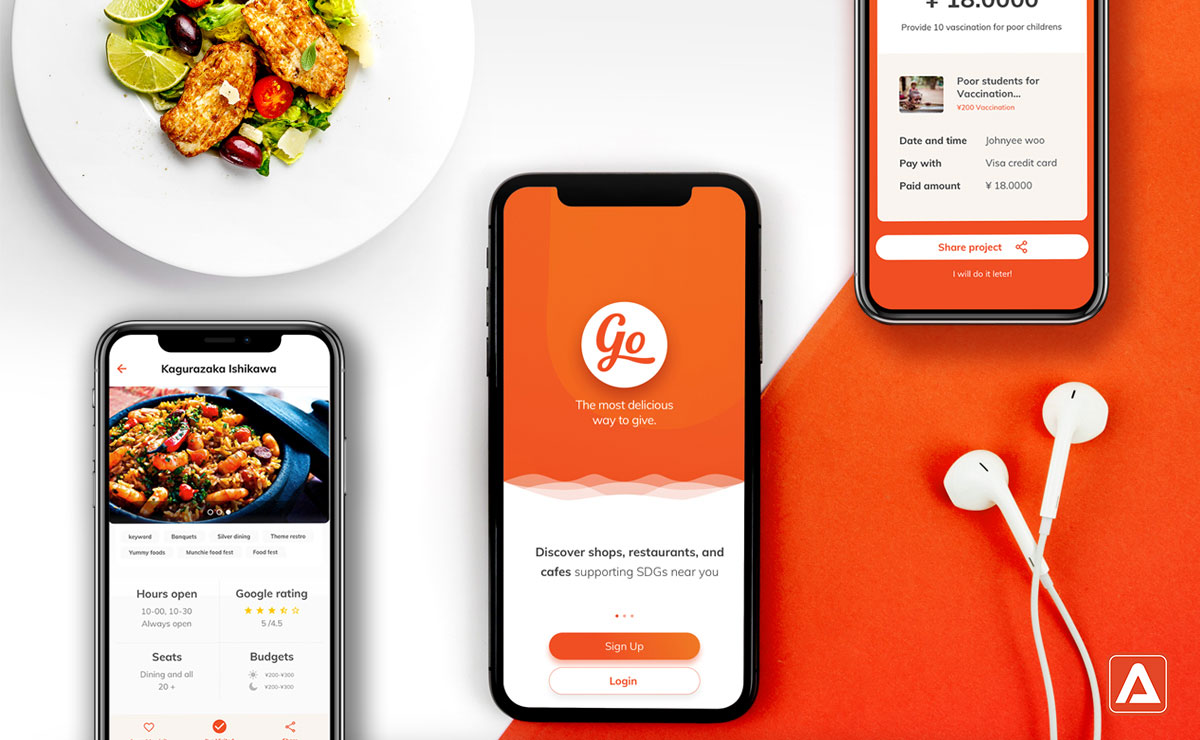 ¥ 18.0000
Provide 10 vascination for poor childrens
Poor students for
Vaccination...
¥200 Vaccination
Date and time Johnyee woo
Pay with Visa credit card
Paid amount ¥ 18.0000
Share project
I will do it leter!
Go
The most delicious
way to give.
Discover shops, restaurants, and
cafes supporting SDGs near you
Sign Up
Login
Kagurazaka Ishikawa
keyword Banquets Silver dining Theme restro
Yummy foods Munchie food fest Food fest
Hours open
10-00, 10-30
Always open
Google rating
5 /4.5
Seats
Dining and all
20 +
Budgets
¥200-¥300
¥200-¥300